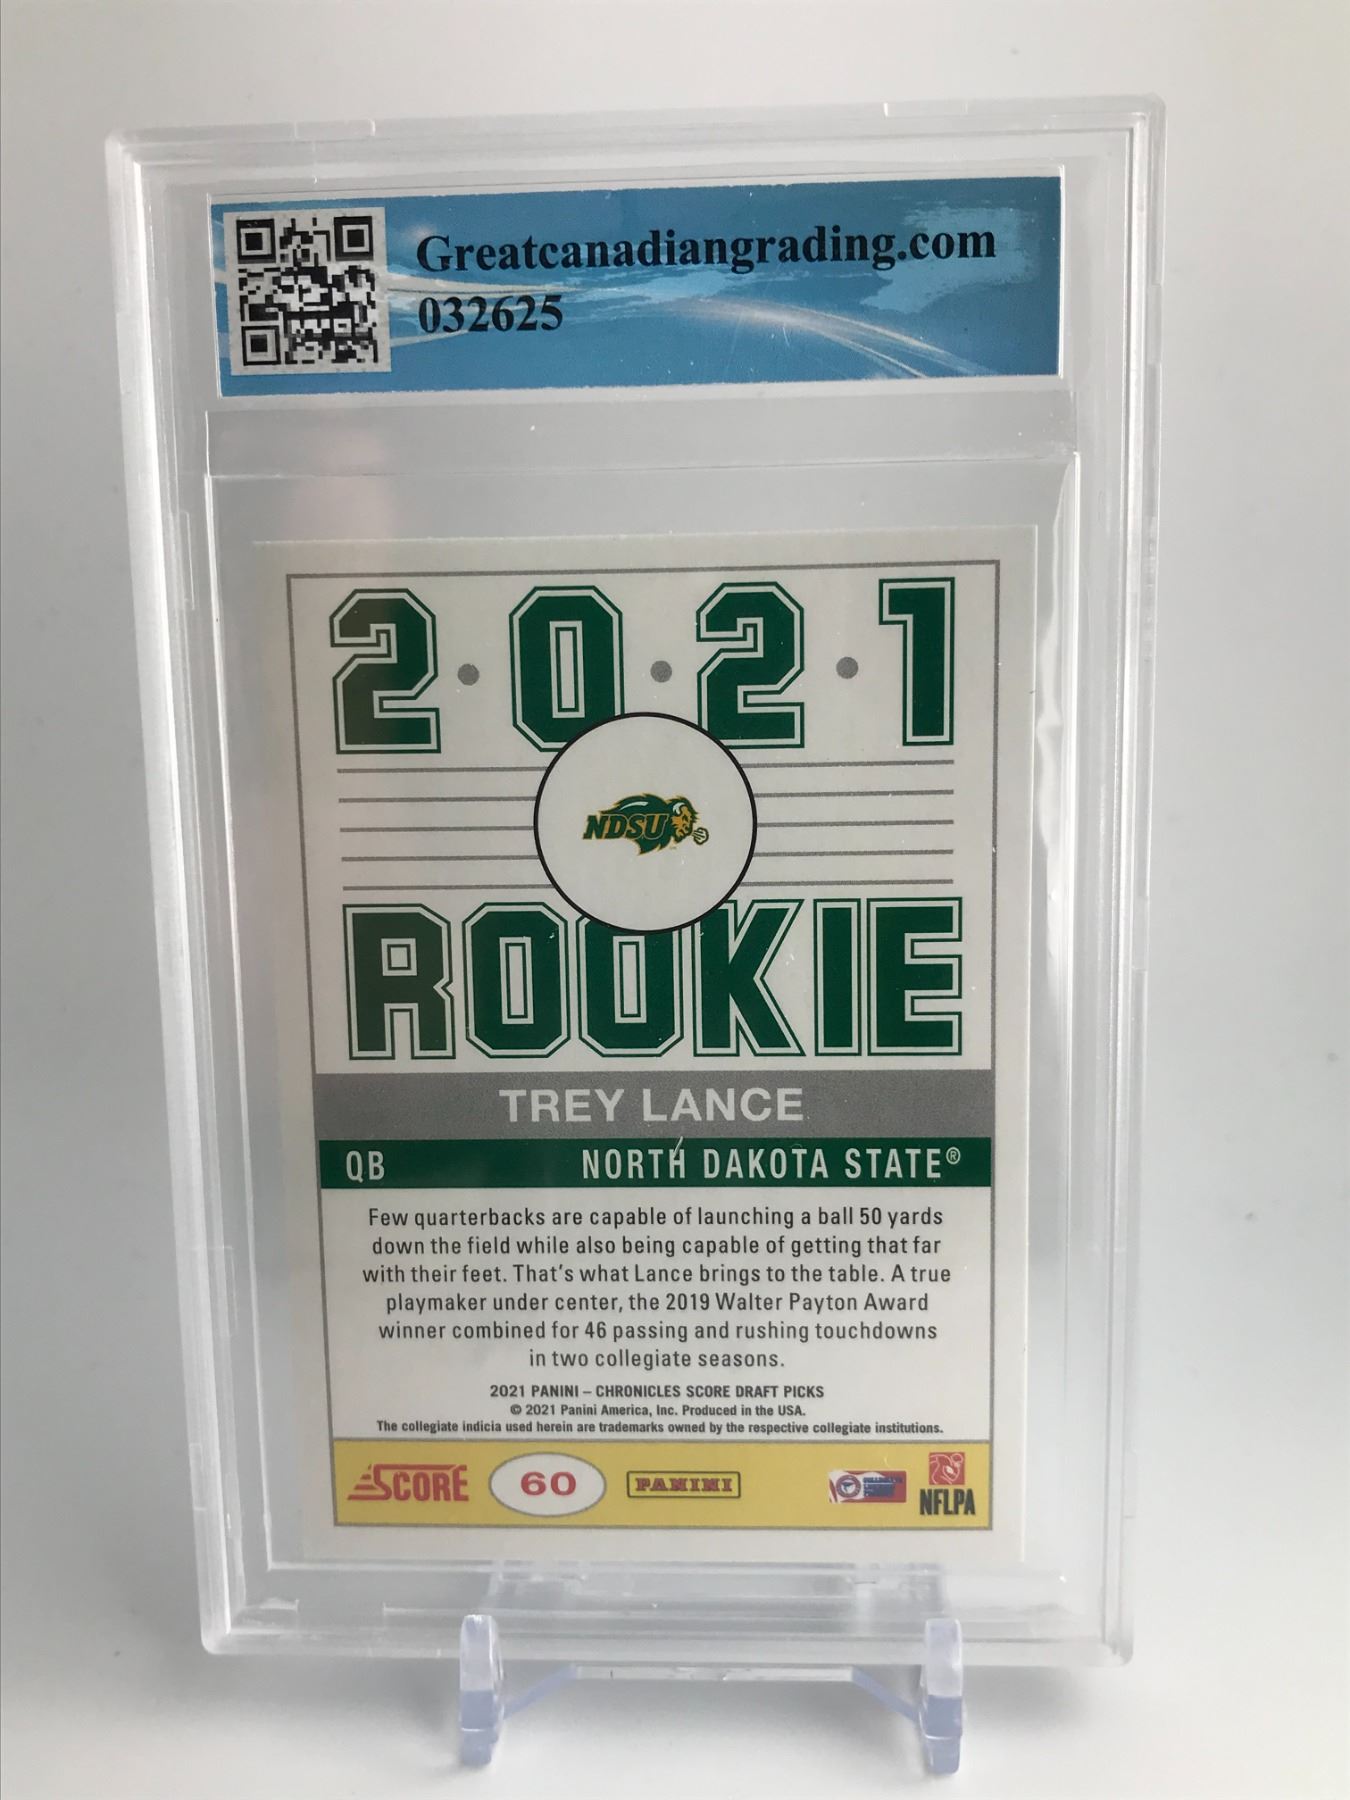 Greatcanadiangrading.com
032625
2·0·2·1
NDSU
ROOKIE
TREY LANCE
QB NORTH DAKOTA STATE®
Few quarterbacks are capable of launching a ball 50 yards
down the field while also being capable of getting that far
with their feet. That's what Lance brings to the table. A true
playmaker under center, the 2019 Walter Payton Award
winner combined for 46 passing and rushing touchdowns
in two collegiate seasons.
2021 PANINI – CHRONICLES SCORE DRAFT PICKS
© 2021 Panini America, Inc. Produced in the USA.
The collegiate indicia used herein are trademarks owned by the respective collegiate institutions.
SCORE 60 PANINI NFLPA